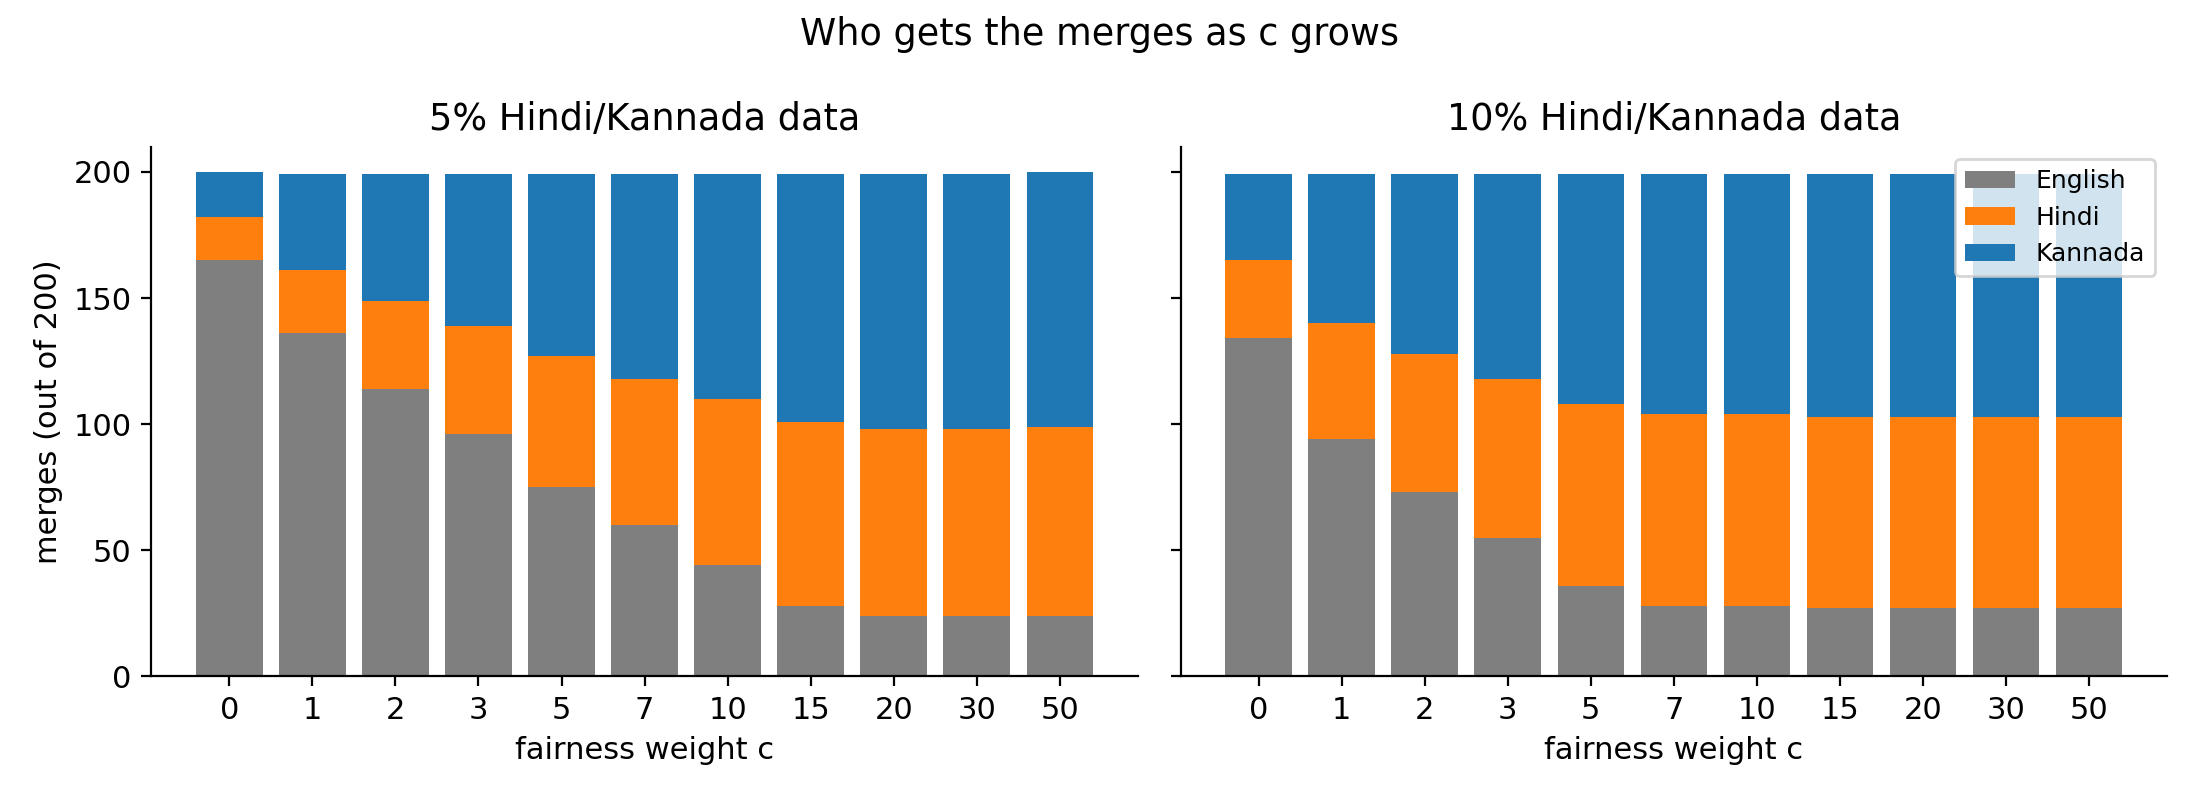 Who gets the merges as c grows
5% Hindi/Kannada data
merges (out of 200)
200
150
100
50
0
0 1 2 3 5 7 10 15 20 30 50
fairness weight c
10% Hindi/Kannada data
English
Hindi
Kannada
0 1 2 3 5 7 10 15 20 30 50
fairness weight c